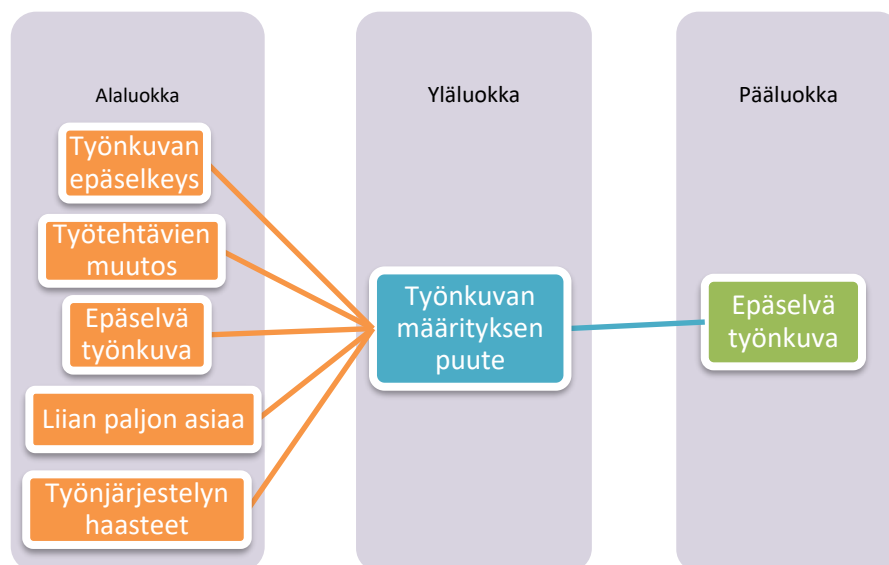 Alaluokka
Työnkuvan
epäselkeys
Työtehtävien
muutos
Epäselvä
työnkuva
Liian paljon asiaa
Työnjärjestelyn
haasteet
Yläluokka
Työnkuvan
määrityksen
puute
Pääluokka
Epäselvä
työnkuva